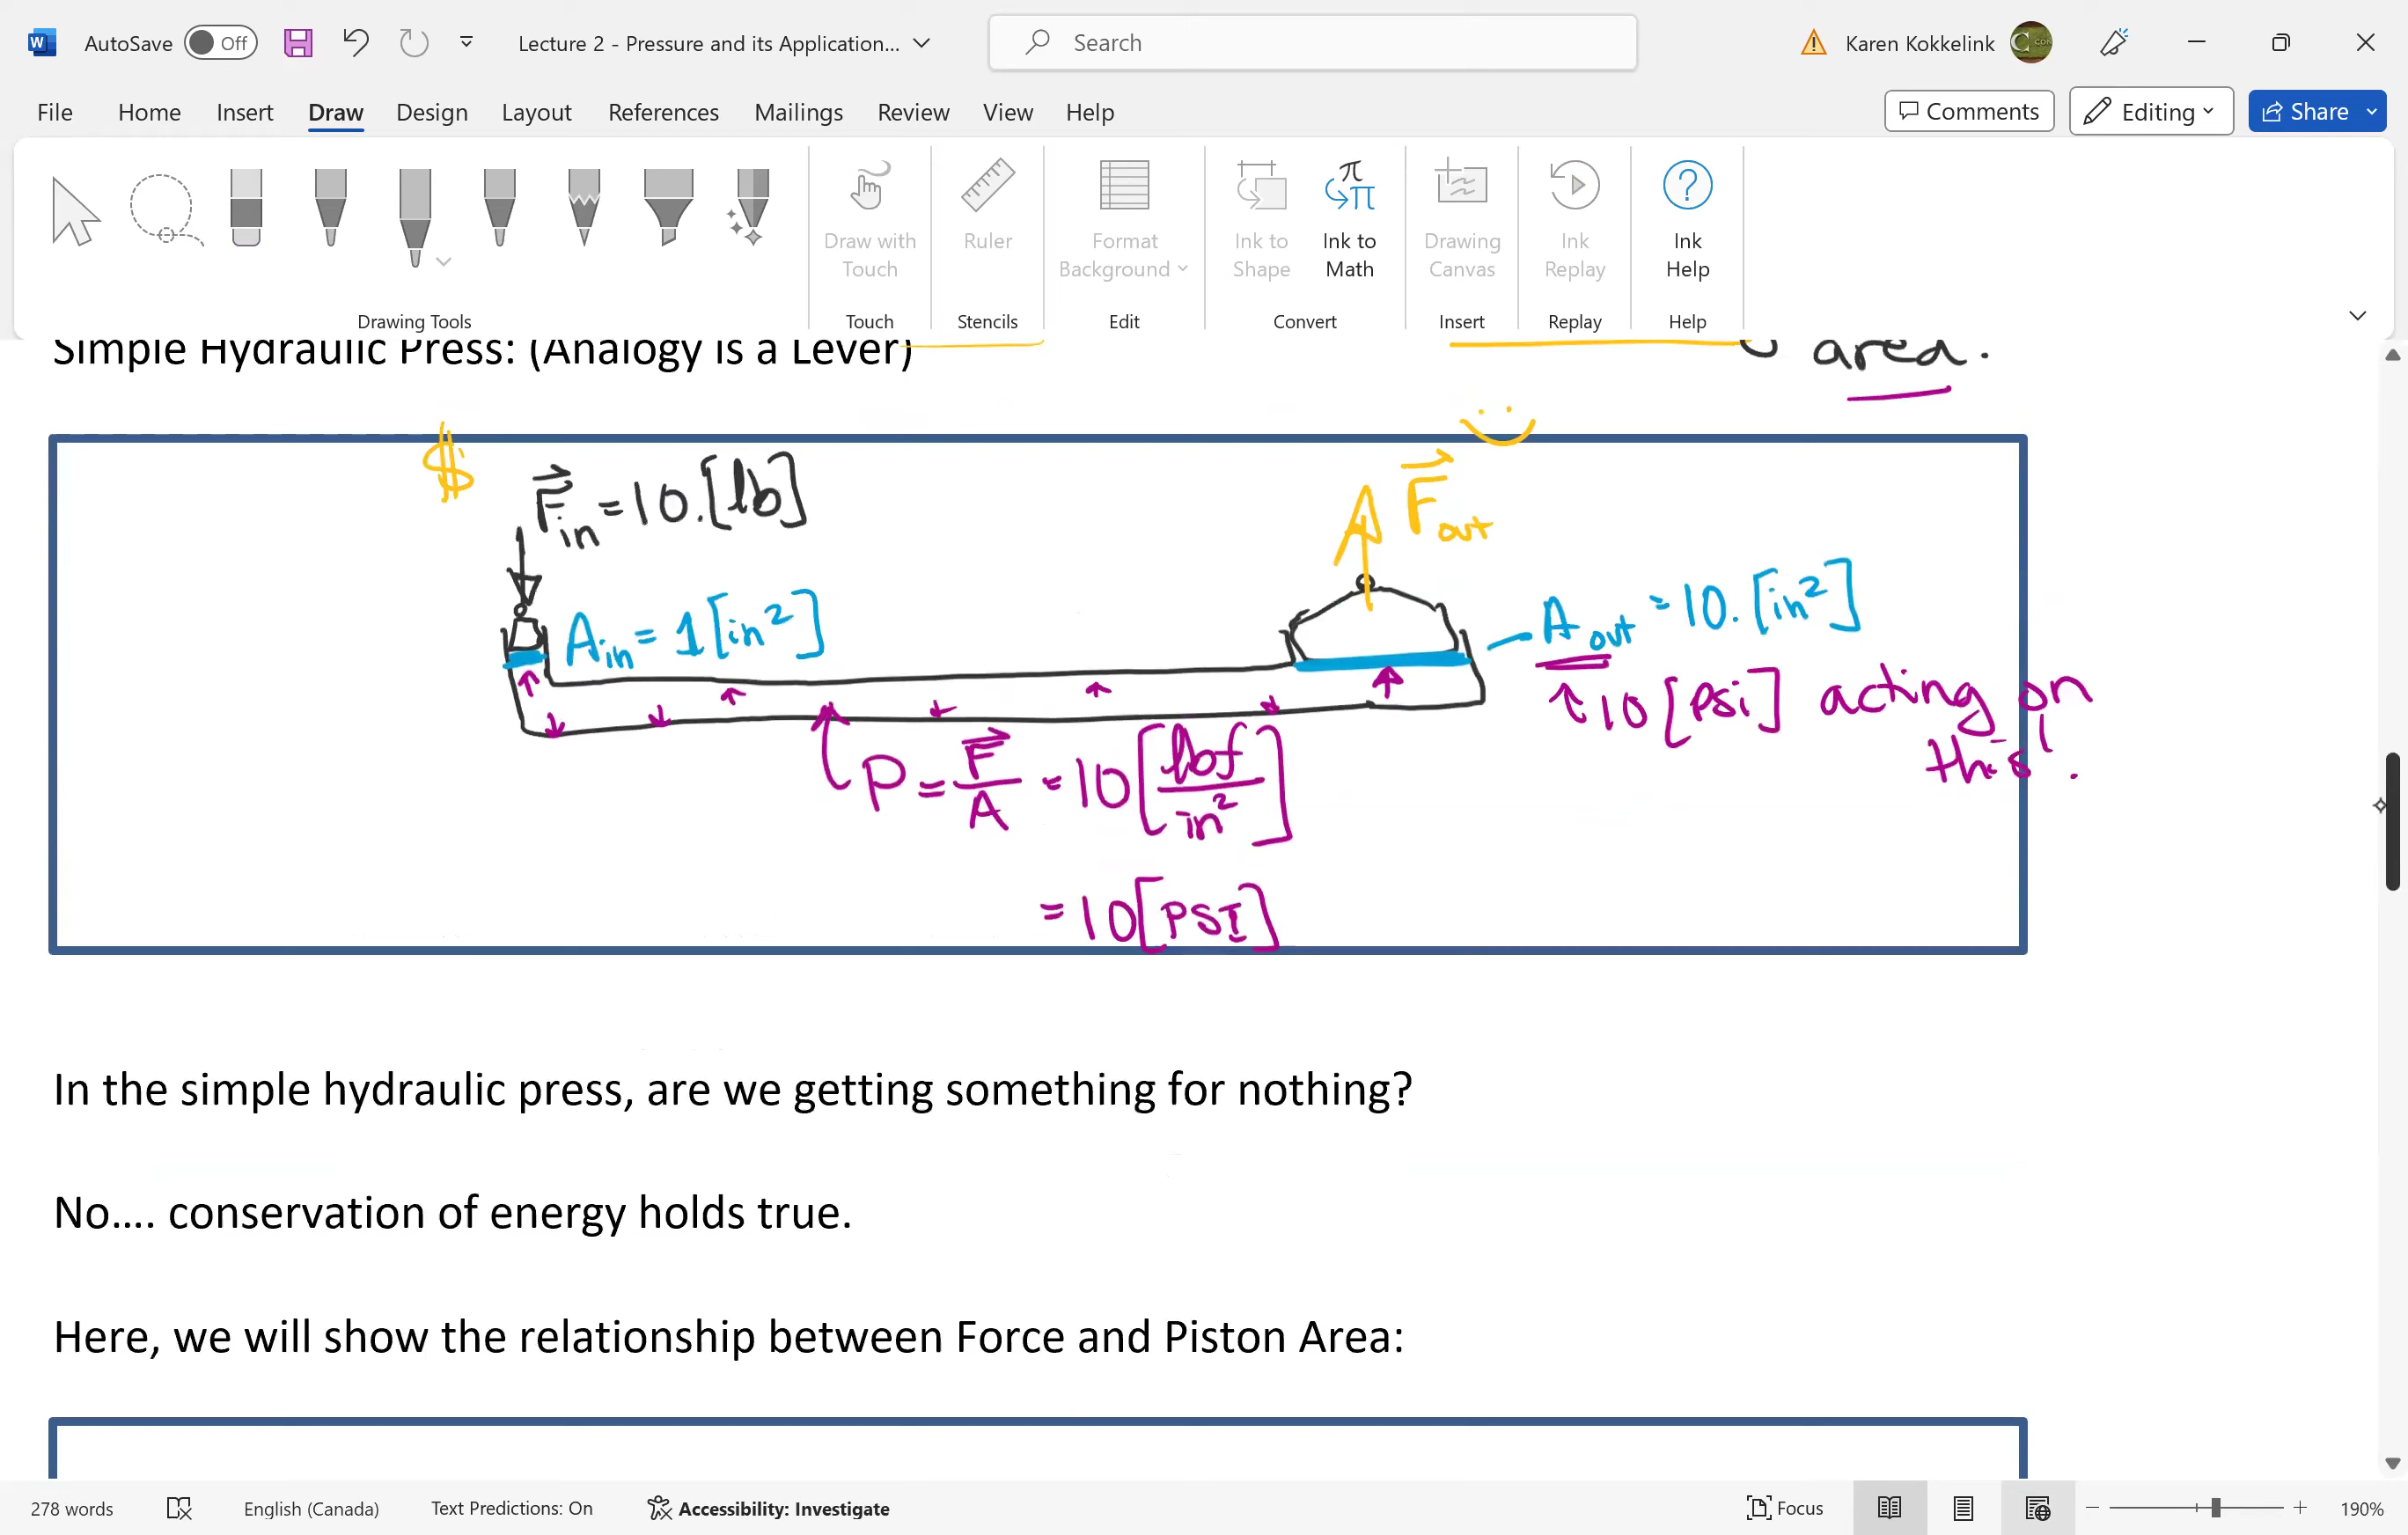 AutoSave Off Lecture 2 - Pressure and its Application... Search Karen Kokkelink
File Home Insert Draw Design Layout References Mailings Review View Help Comments Editing Share
Draw with Touch
Ruler
Format Background
Ink to Shape
Ink to Math
Drawing Canvas
Ink Replay
Ink Help
Drawing Tools Touch Stencils Edit Convert Insert Replay Help
Simple Hydraulic Press: (Analogy is a Lever) area.
$
F⃗in = 10. [lb]
F⃗out
Ain = 1 [in²]
Aout = 10. [in²]
↑10 [psi] acting on
this!
P = F⃗/A = 10 [lbf/in²]
= 10 [PSI]
In the simple hydraulic press, are we getting something for nothing?
No.... conservation of energy holds true.
Here, we will show the relationship between Force and Piston Area:
278 words English (Canada) Text Predictions: On Accessibility: Investigate Focus 190%